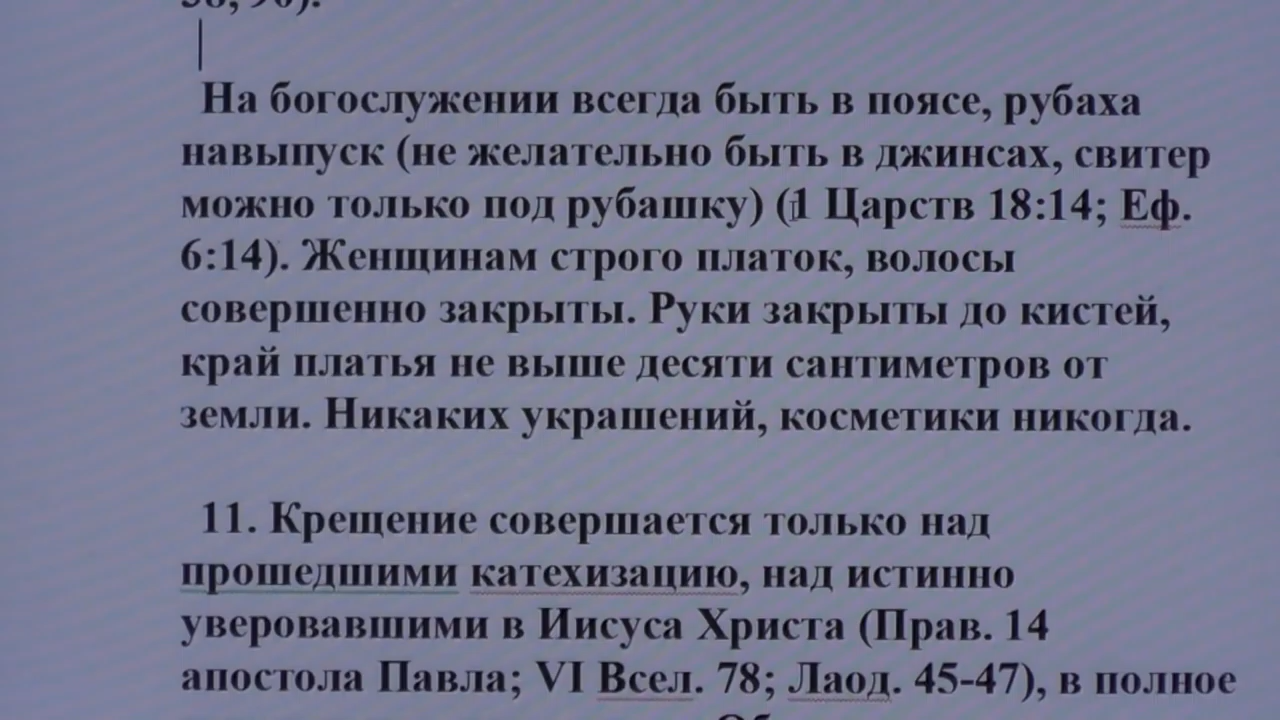 58, 90).
На богослужении всегда быть в поясе, рубаха
навыпуск (не желательно быть в джинсах, свитер
можно только под рубашку) (1 Царств 18:14; Еф.
6:14). Женщинам строго платок, волосы
совершенно закрыты. Руки закрыты до кистей,
край платья не выше десяти сантиметров от
земли. Никаких украшений, косметики никогда.
11. Крещение совершается только над
прошедшими катехизацию, над истинно
уверовавшими в Иисуса Христа (Прав. 14
апостола Павла; VI Всел. 78; Лаод. 45-47), в полное